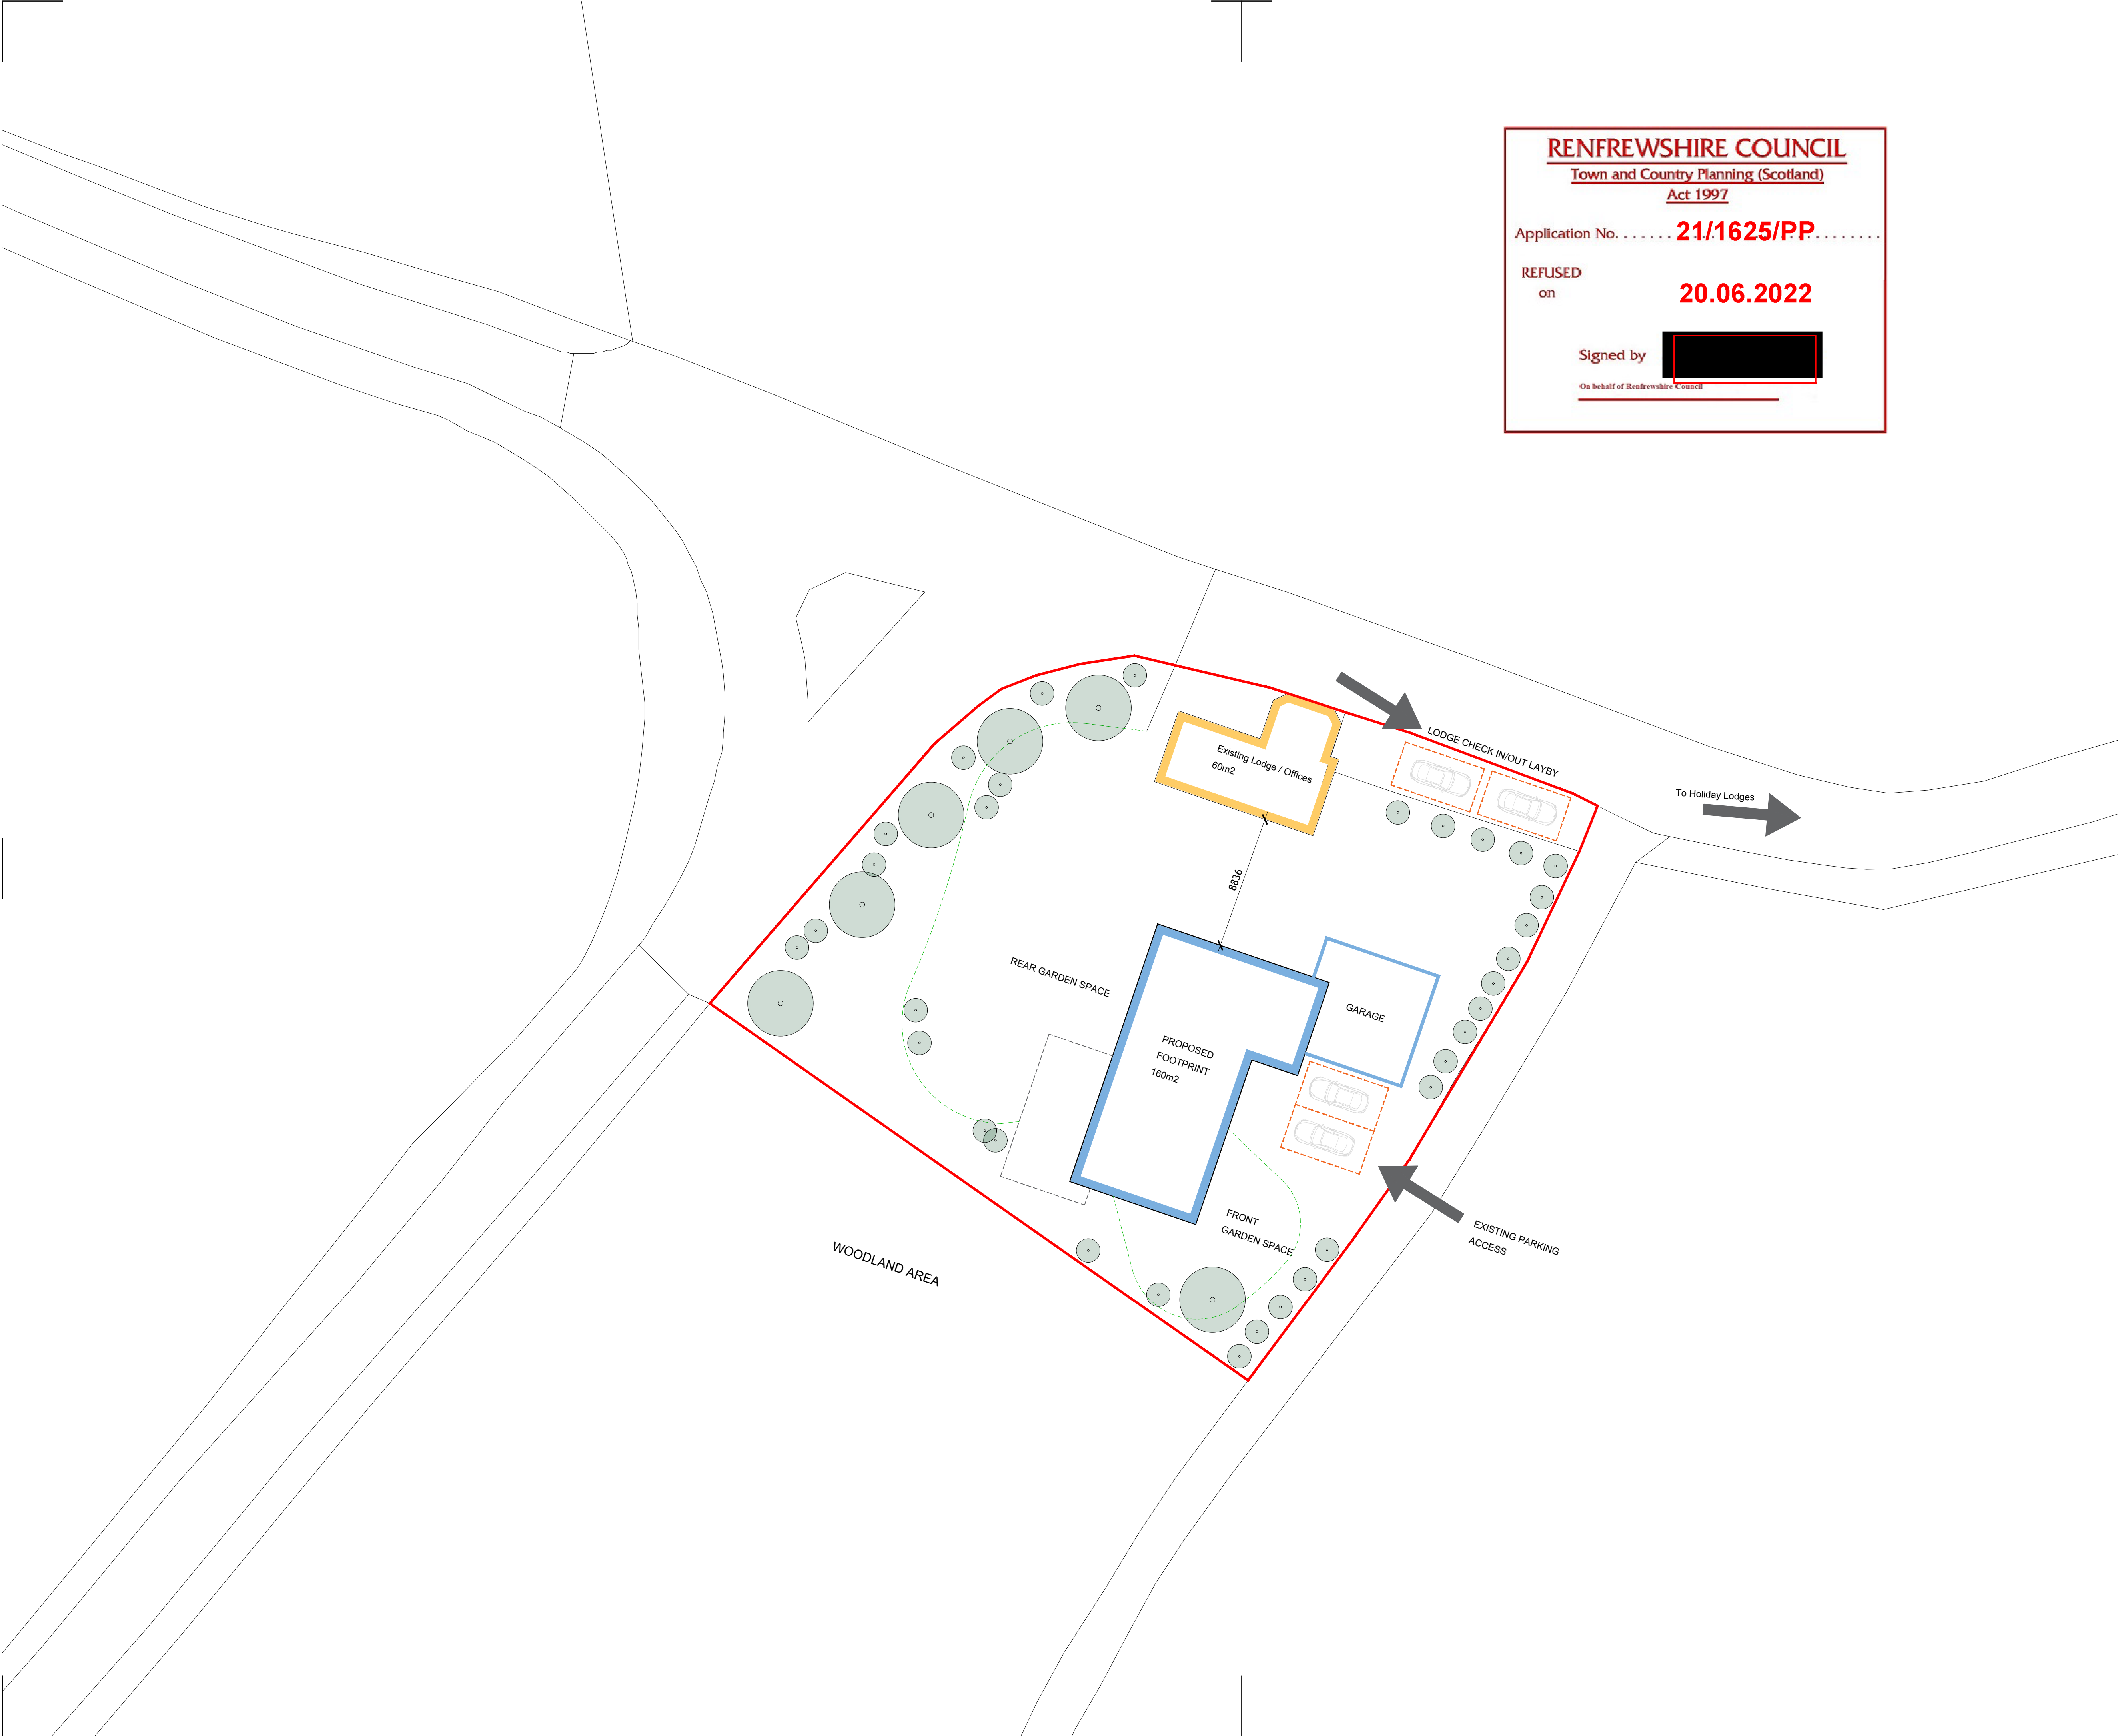 RENFREWSHIRE COUNCIL
Town and Country Planning (Scotland)
Act 1997
Application No. . . . . . . 21/1625/PP . . . . . . . . .
REFUSED
on
20.06.2022
Signed by
On behalf of Renfrewshire Council
LODGE CHECK IN/OUT LAYBY
Existing Lodge / Offices
60m2
To Holiday Lodges
8836
REAR GARDEN SPACE
GARAGE
PROPOSED
FOOTPRINT
160m2
FRONT
GARDEN SPACE
EXISTING PARKING
ACCESS
WOODLAND AREA